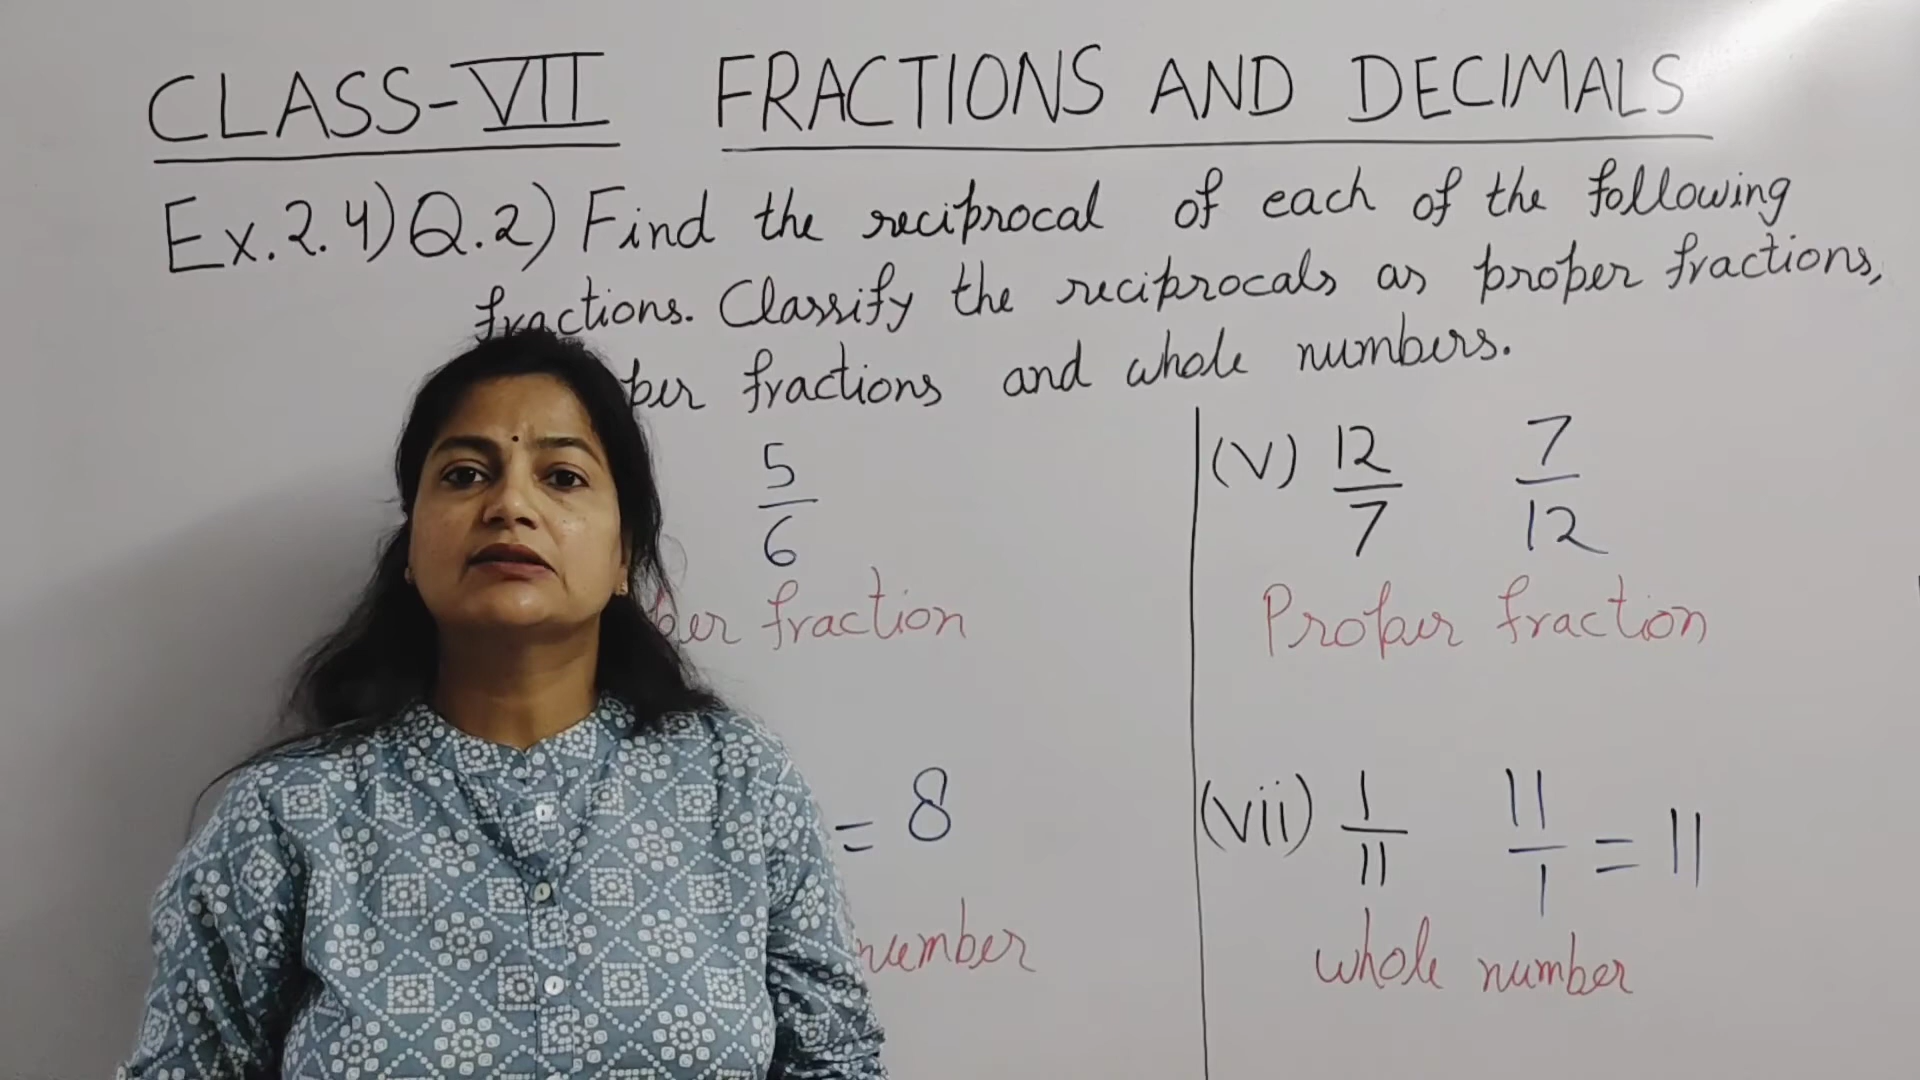 CLASS-VII FRACTIONS AND DECIMALS
Ex.2.4) Q.2) Find the reciprocal of each of the following
fractions. Classify the reciprocals as proper fractions,
fractions and whole numbers.
5/6
fraction
= 8
number
(V) 12/7 7/12
Proper fraction
(vii) 1/11 11/1 = 11
whole number